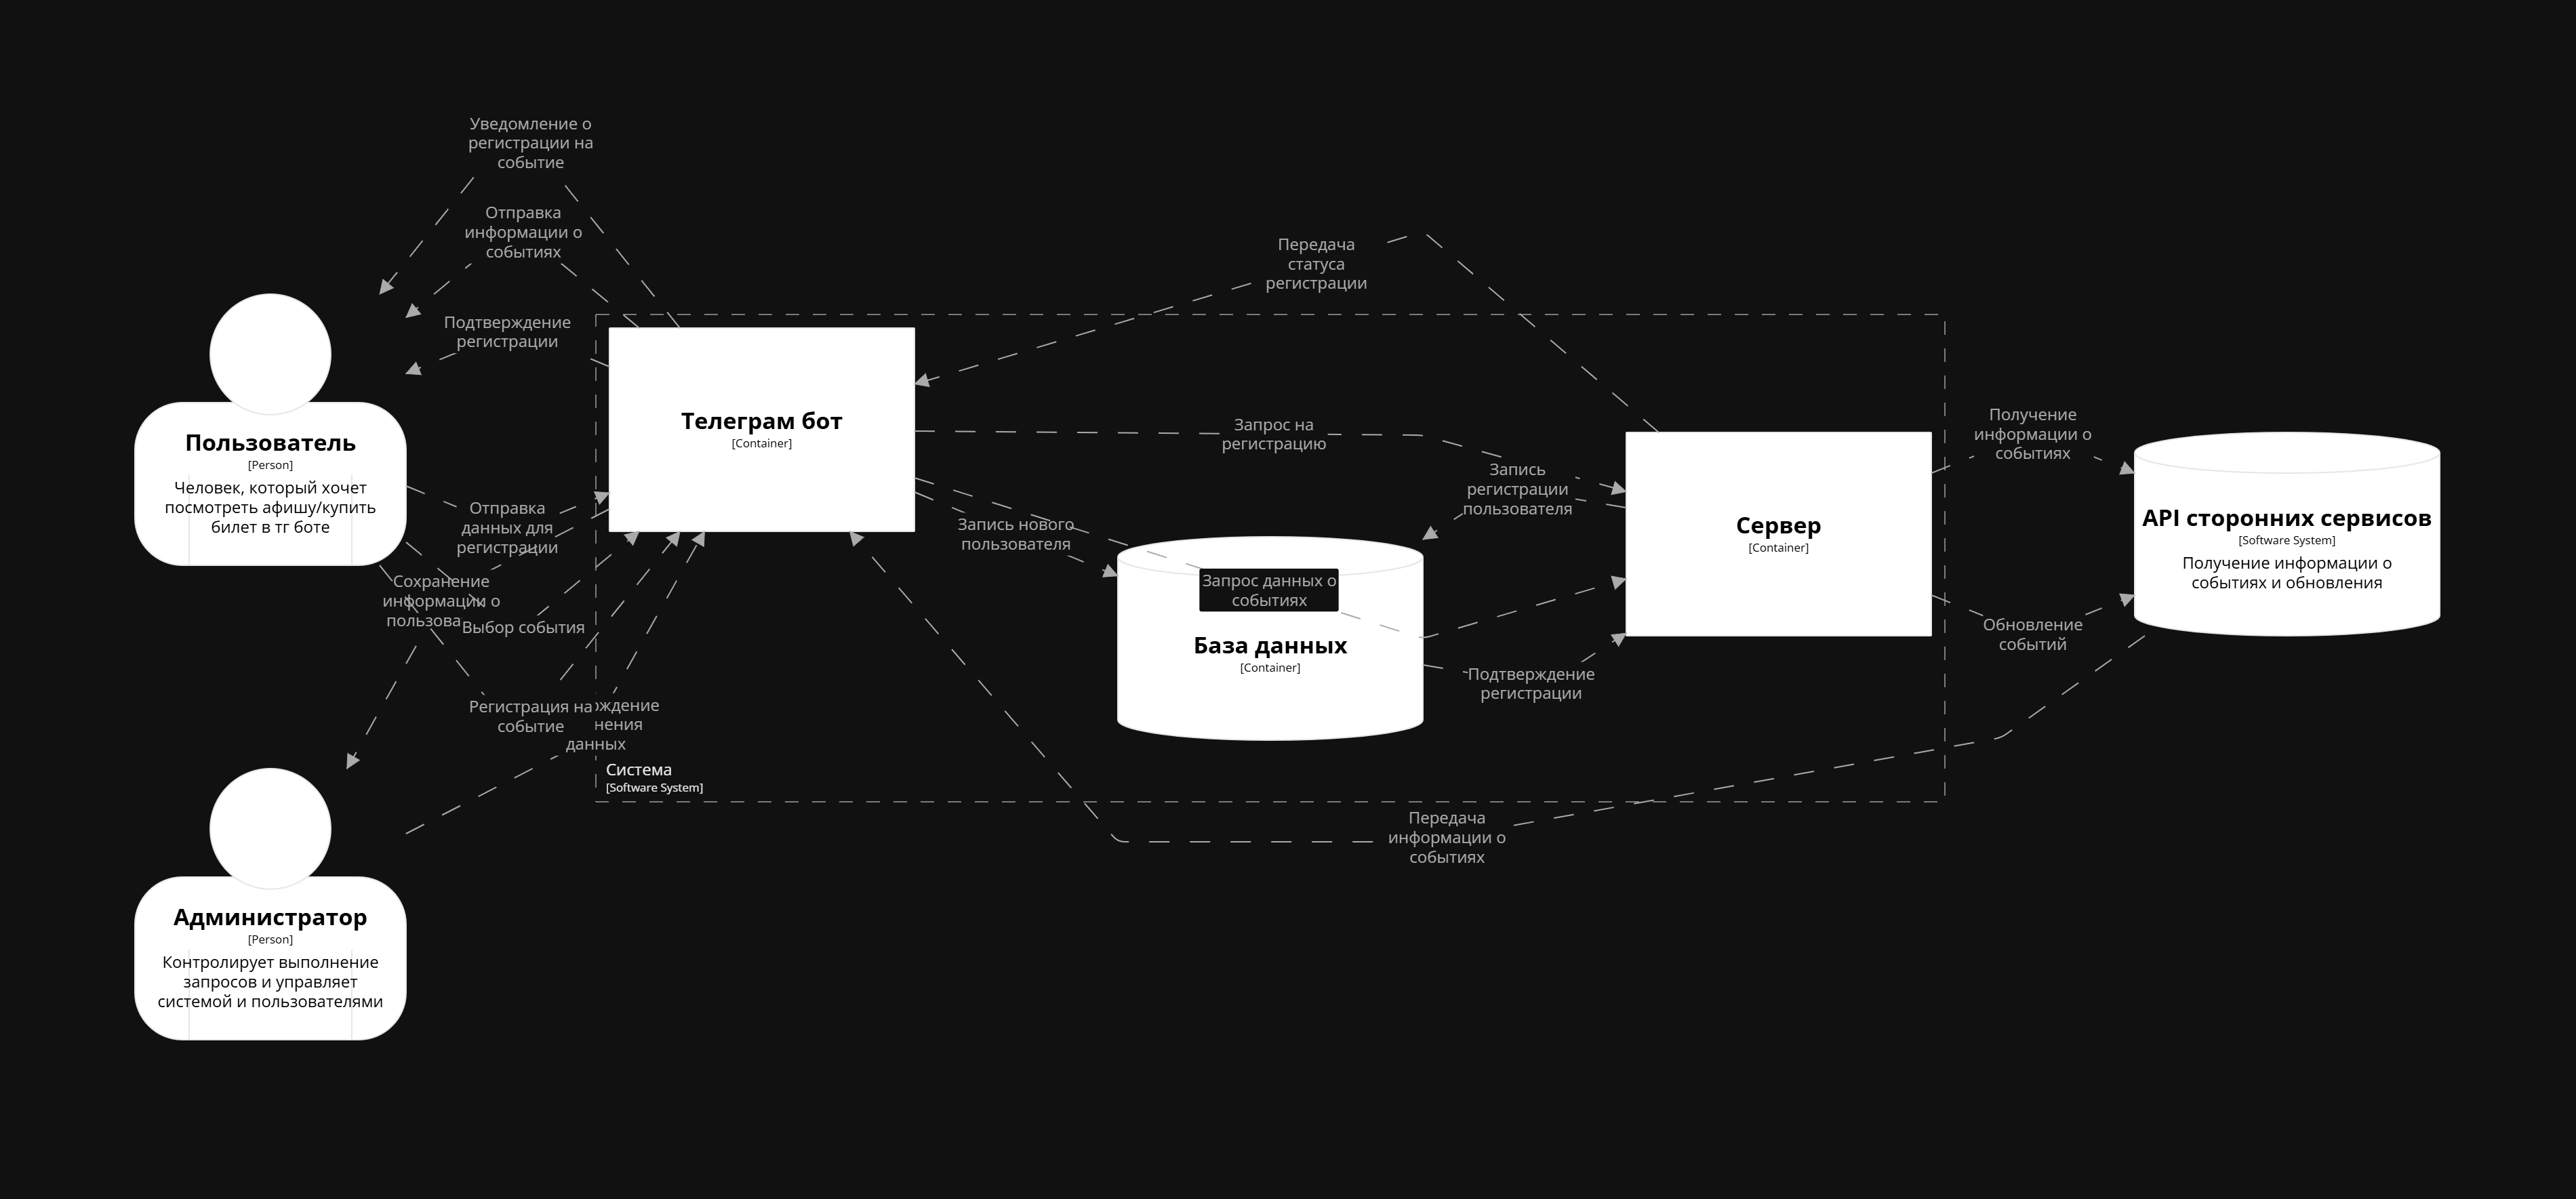 Уведомление о
регистрации на
событие
Отправка
информации о
событиях
Подтверждение
регистрации
Пользователь
[Person]
Человек, который хочет
посмотреть афишу/купить
билет в тг боте
Отправка
данных для
регистрации
Сохранение
информации о
Выбор события
Регистрация на
событие
данных
Администратор
[Person]
Контролирует выполнение
запросов и управляет
системой и пользователями
Телеграм бот
[Container]
Система
[Software System]
Передача
статуса
регистрации
Запрос на
регистрацию
Запись нового
пользователя
Запрос данных о
событиях
База данных
[Container]
Запись
регистрации
пользователя
Подтверждение
регистрации
Сервер
[Container]
Передача
информации о
событиях
Получение
информации о
событиях
Обновление
событий
API сторонних сервисов
[Software System]
Получение информации о
событиях и обновления